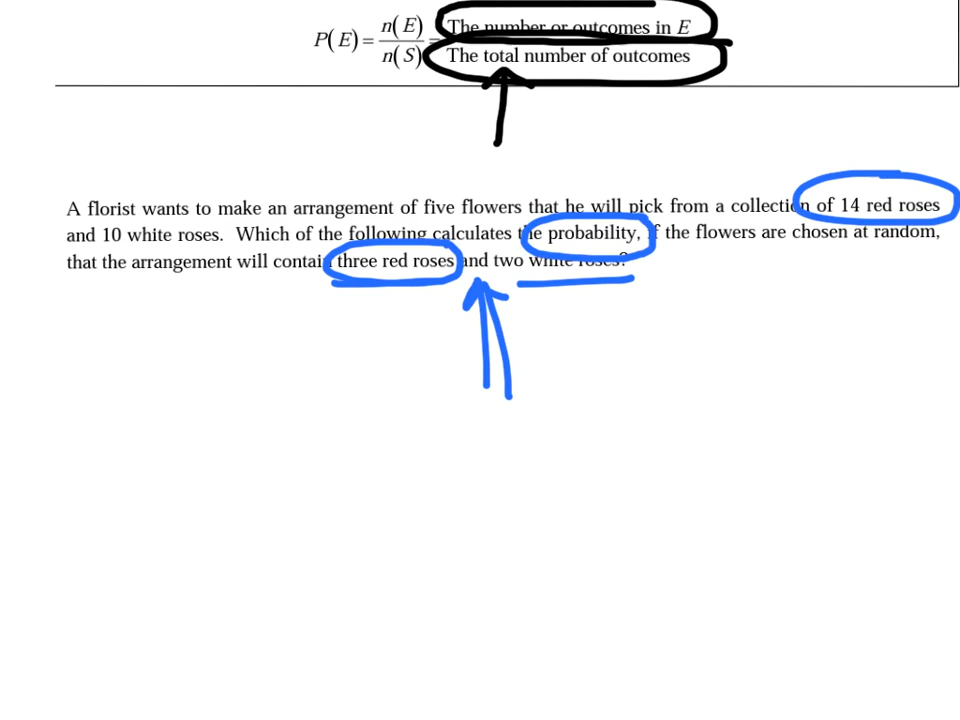 P(E) = n(E) / n(S) = The number or outcomes in E / The total number of outcomes
A florist wants to make an arrangement of five flowers that he will pick from a collection of 14 red roses
and 10 white roses. Which of the following calculates the probability, if the flowers are chosen at random,
that the arrangement will contain three red roses and two white roses?